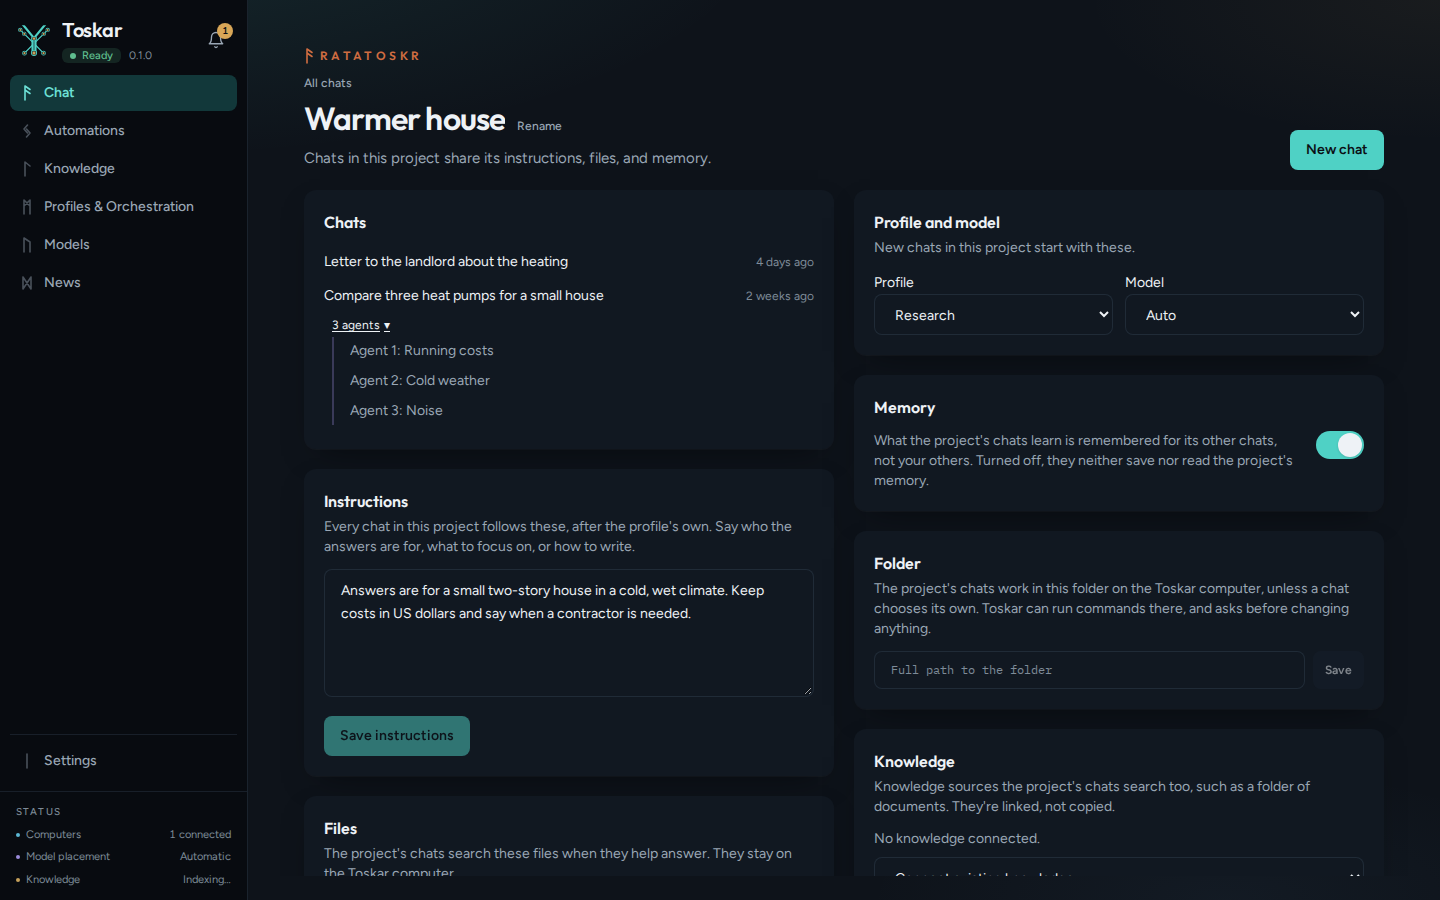 Toskar
Ready 0.1.0
1
Chat
Automations
Knowledge
Profiles & Orchestration
Models
News
Settings
STATUS
Computers 1 connected
Model placement Automatic
Knowledge Indexing...
RATATOSKR
All chats
Warmer house Rename
Chats in this project share its instructions, files, and memory.
New chat
Chats
Letter to the landlord about the heating 4 days ago
Compare three heat pumps for a small house 2 weeks ago
3 agents ▾
Agent 1: Running costs
Agent 2: Cold weather
Agent 3: Noise
Instructions
Every chat in this project follows these, after the profile's own. Say who the
answers are for, what to focus on, or how to write.
Answers are for a small two-story house in a cold, wet climate. Keep
costs in US dollars and say when a contractor is needed.
Save instructions
Files
The project's chats search these files when they help answer. They stay on
the Toskar computer
Profile and model
New chats in this project start with these.
Profile Model
Research Auto
Memory
What the project's chats learn is remembered for its other chats,
not your others. Turned off, they neither save nor read the project's
memory.
Folder
The project's chats work in this folder on the Toskar computer, unless a chat
chooses its own. Toskar can run commands there, and asks before changing
anything.
Full path to the folder Save
Knowledge
Knowledge sources the project's chats search too, such as a folder of
documents. They're linked, not copied.
No knowledge connected.